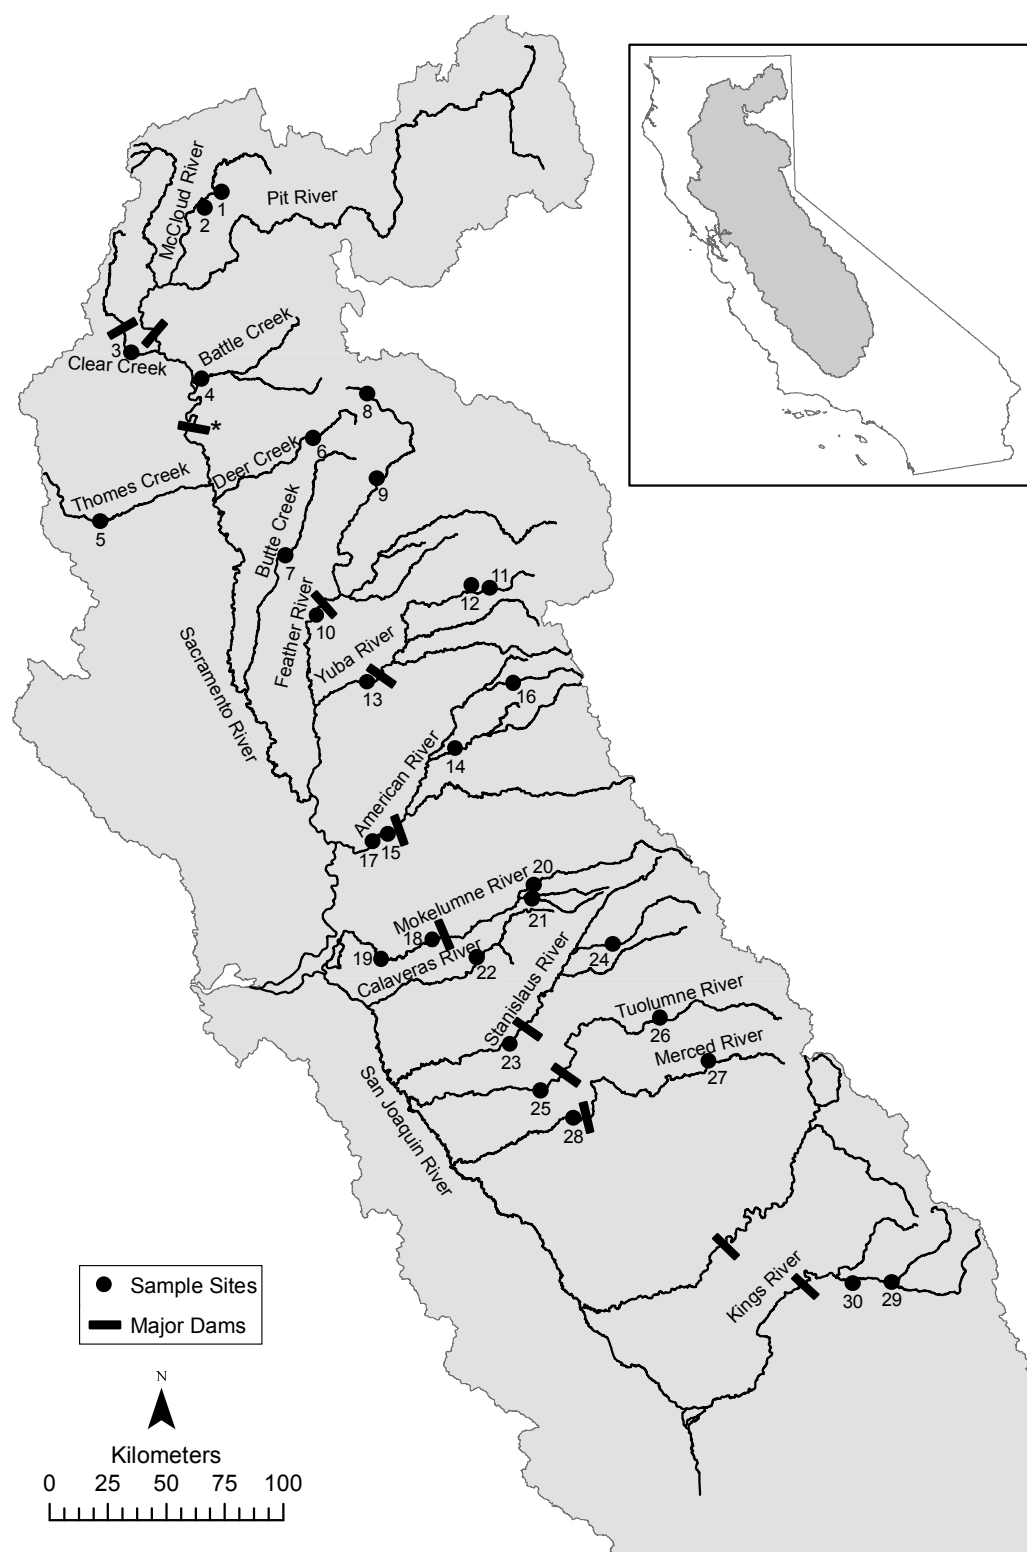 McCloud River
1
2
Pit River
3
Clear Creek
Battle Creek
4
*
8
6
Deer Creek
Thomes Creek
5
9
Butte Creek
7
11
12
10
Feather River
Yuba River
13
Sacramento River
16
14
American River
15
17
20
Mokelumne River
21
18
19
Calaveras River
22
24
Stanislaus River
23
Tuolumne River
26
Merced River
27
25
28
San Joaquin River
Kings River
30
29
Sample Sites
Major Dams
N
Kilometers
0 25 50 75 100